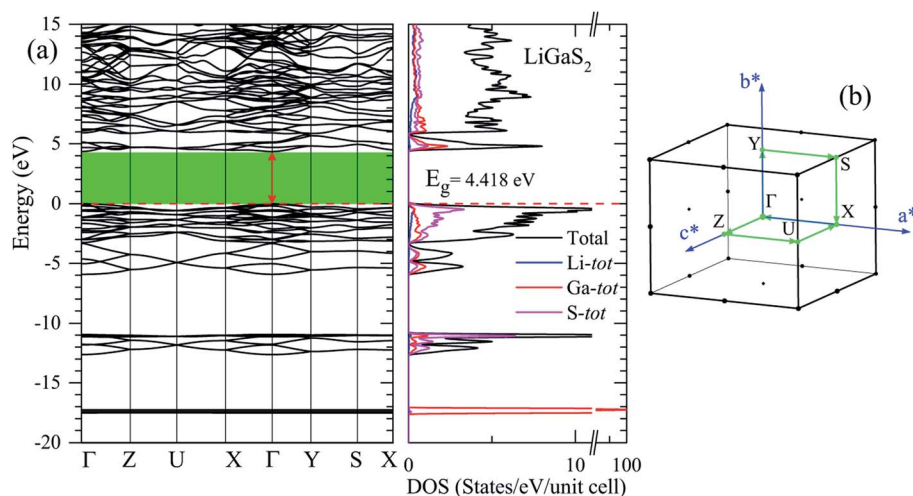 (a)
15
10
5
0
-5
-10
-15
-20
Energy (eV)
Γ Z U X Γ Y S X
LiGaS₂
E_g= 4.418 eV
Total
Li-tot
Ga-tot
S-tot
0 10 100
DOS (States/eV/unit cell)
(b)
b*
Y
S
Γ
Z
U
X
a*
c*